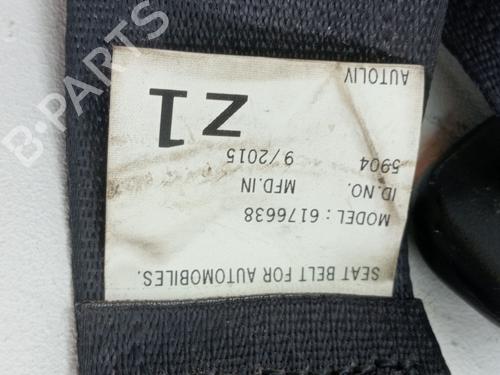 SEAT BELT FOR AUTOMOBILES.
MODEL : 6176638
ID.NO. 5904
MFD.IN 9/2015
Z1
AUTOLIV
B-PARTS